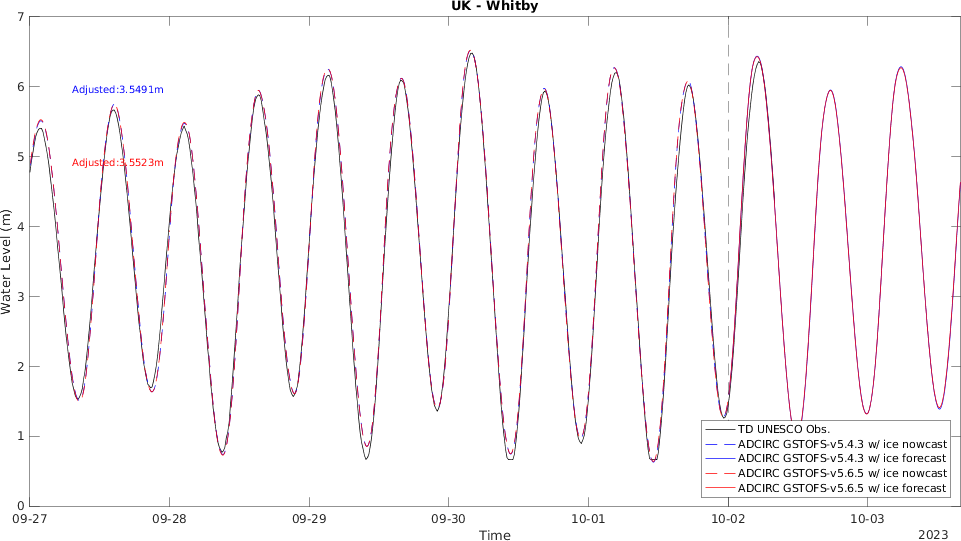 UK - Whitby
7
6
5
4
3
2
1
0
Water Level (m)
Adjusted:3.5491m
Adjusted:3.5523m
TD UNESCO Obs.
ADCIRC GSTOFS-v5.4.3 w/ ice nowcast
ADCIRC GSTOFS-v5.4.3 w/ ice forecast
ADCIRC GSTOFS-v5.6.5 w/ ice nowcast
ADCIRC GSTOFS-v5.6.5 w/ ice forecast
09-27 09-28 09-29 09-30 10-01 10-02 10-03
Time
2023